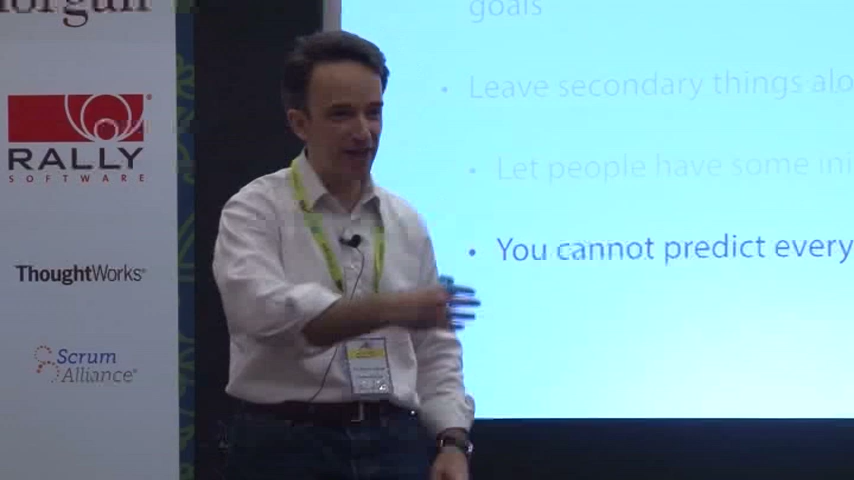 RALLY
SOFTWARE
ThoughtWorks
Scrum
Alliance
goals
Leave secondary things alo
Let people have some ini
You cannot predict every